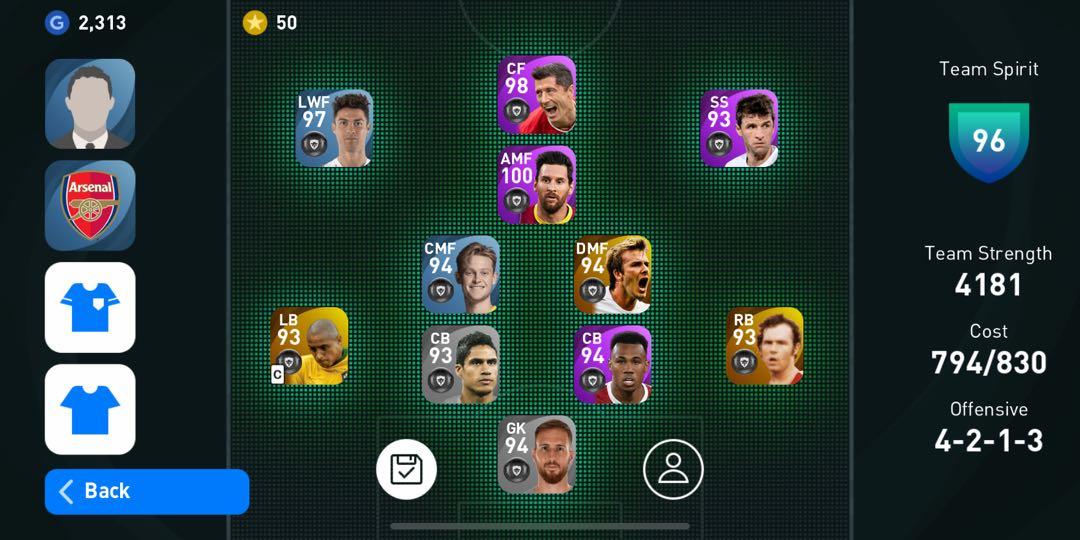 G 2,313
50
Arsenal
Back
CF
98
LWF
97
SS
93
AMF
100
CMF
94
DMF
94
LB
93
C
CB
93
CB
94
RB
93
GK
94
Team Spirit
96
Team Strength
4181
Cost
794/830
Offensive
4-2-1-3